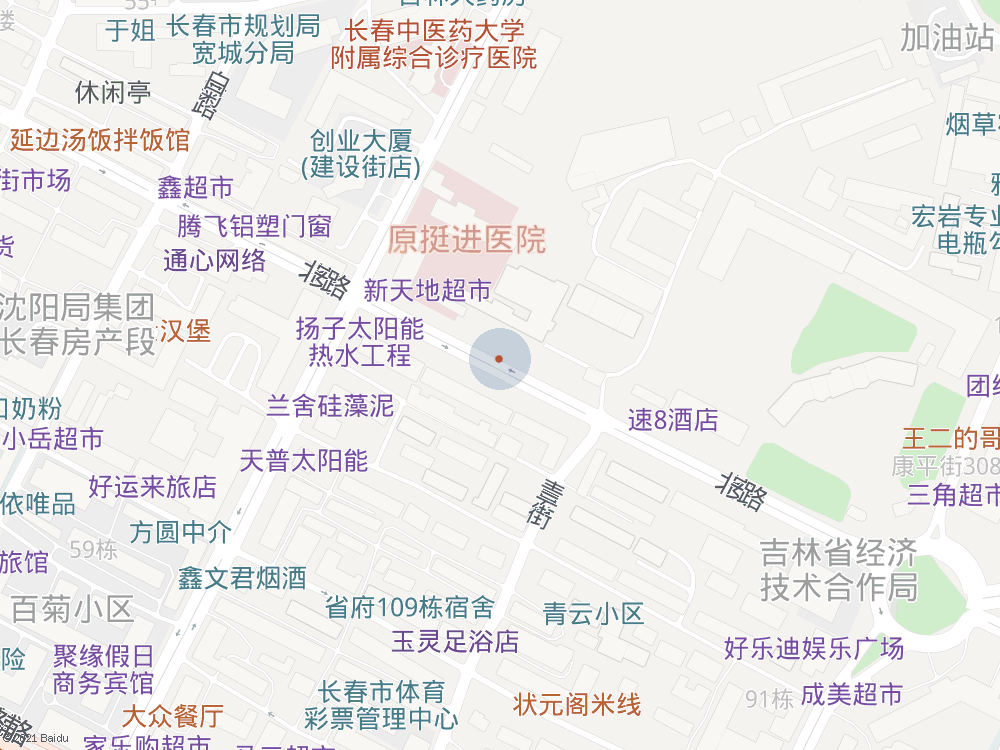 于姐
长春市规划局
宽城分局
长春中医药大学
附属综合诊疗医院
加油站
休闲亭
延边汤饭拌饭馆
创业大厦
(建设街店)
街市场
鑫超市
腾飞铝塑门窗
通心网络
原挺进医院
宏岩专业
电瓶
新天地超市
沈阳局集团
长春房产段
汉堡
扬子太阳能
热水工程
兰舍硅藻泥
奶粉
小岳超市
天普太阳能
速8酒店
王二的哥
康平街308
三角超市
好运来旅店
依唯品
方圆中介
59栋
旅馆
鑫文君烟酒
吉林省经济
技术合作局
百菊小区
省府109栋宿舍
青云小区
玉灵足浴店
好乐迪娱乐广场
险
聚缘假日
商务宾馆
长春市体育
彩票管理中心
状元阁米线
91栋
成美超市
大众餐厅
家乐购超市
2021 Baidu